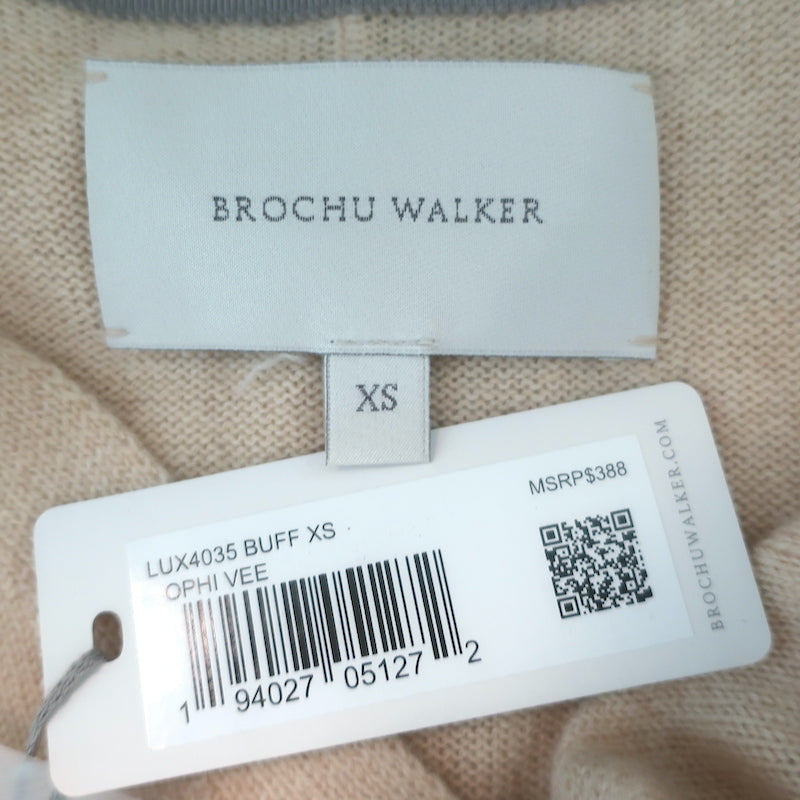 BROCHU WALKER
XS
MSRP$388
LUX4035 BUFF XS
OPHI VEE
1 94027 05127 2
BROCHUWALKER.COM